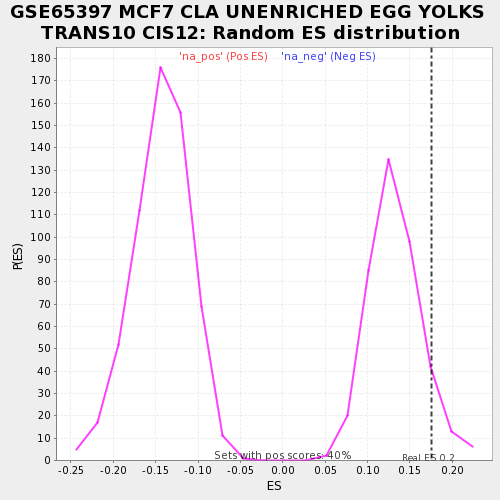 GSE65397 MCF7 CLA UNENRICHED EGG YOLKS
TRANS10 CIS12: Random ES distribution
'na_pos' (Pos ES) 'na_neg' (Neg ES)
180
170
160
150
140
130
120
110
100
90
80
70
60
50
40
30
20
10
0
P(ES)
Sets with pos scores: 40%
Real ES 0.2
-0.25 -0.20 -0.15 -0.10 -0.05 0.00 0.05 0.10 0.15 0.20
ES